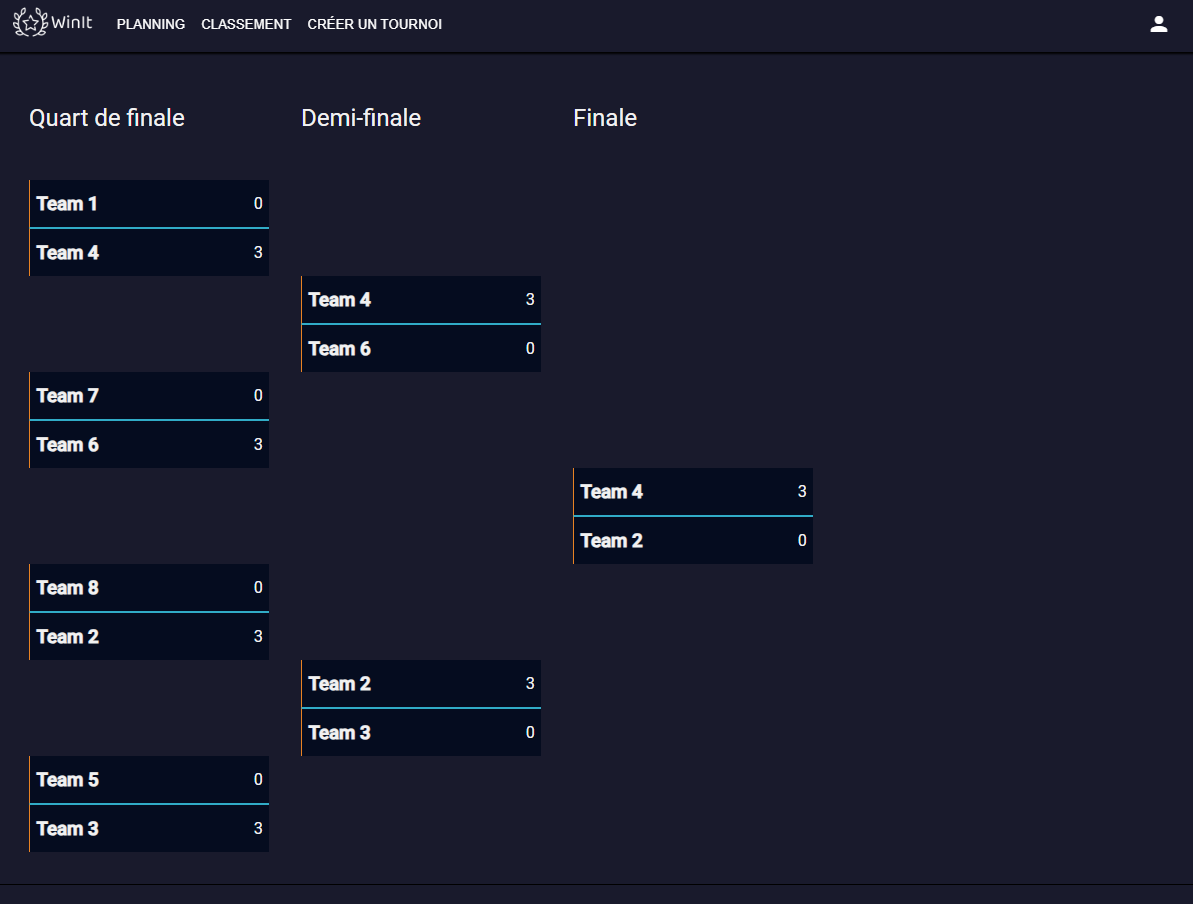 WinIt PLANNING CLASSEMENT CRÉER UN TOURNOI
Quart de finale Demi-finale Finale
Team 1 0
Team 4 3
Team 4 3
Team 6 0
Team 7 0
Team 6 3
Team 4 3
Team 2 0
Team 8 0
Team 2 3
Team 2 3
Team 3 0
Team 5 0
Team 3 3